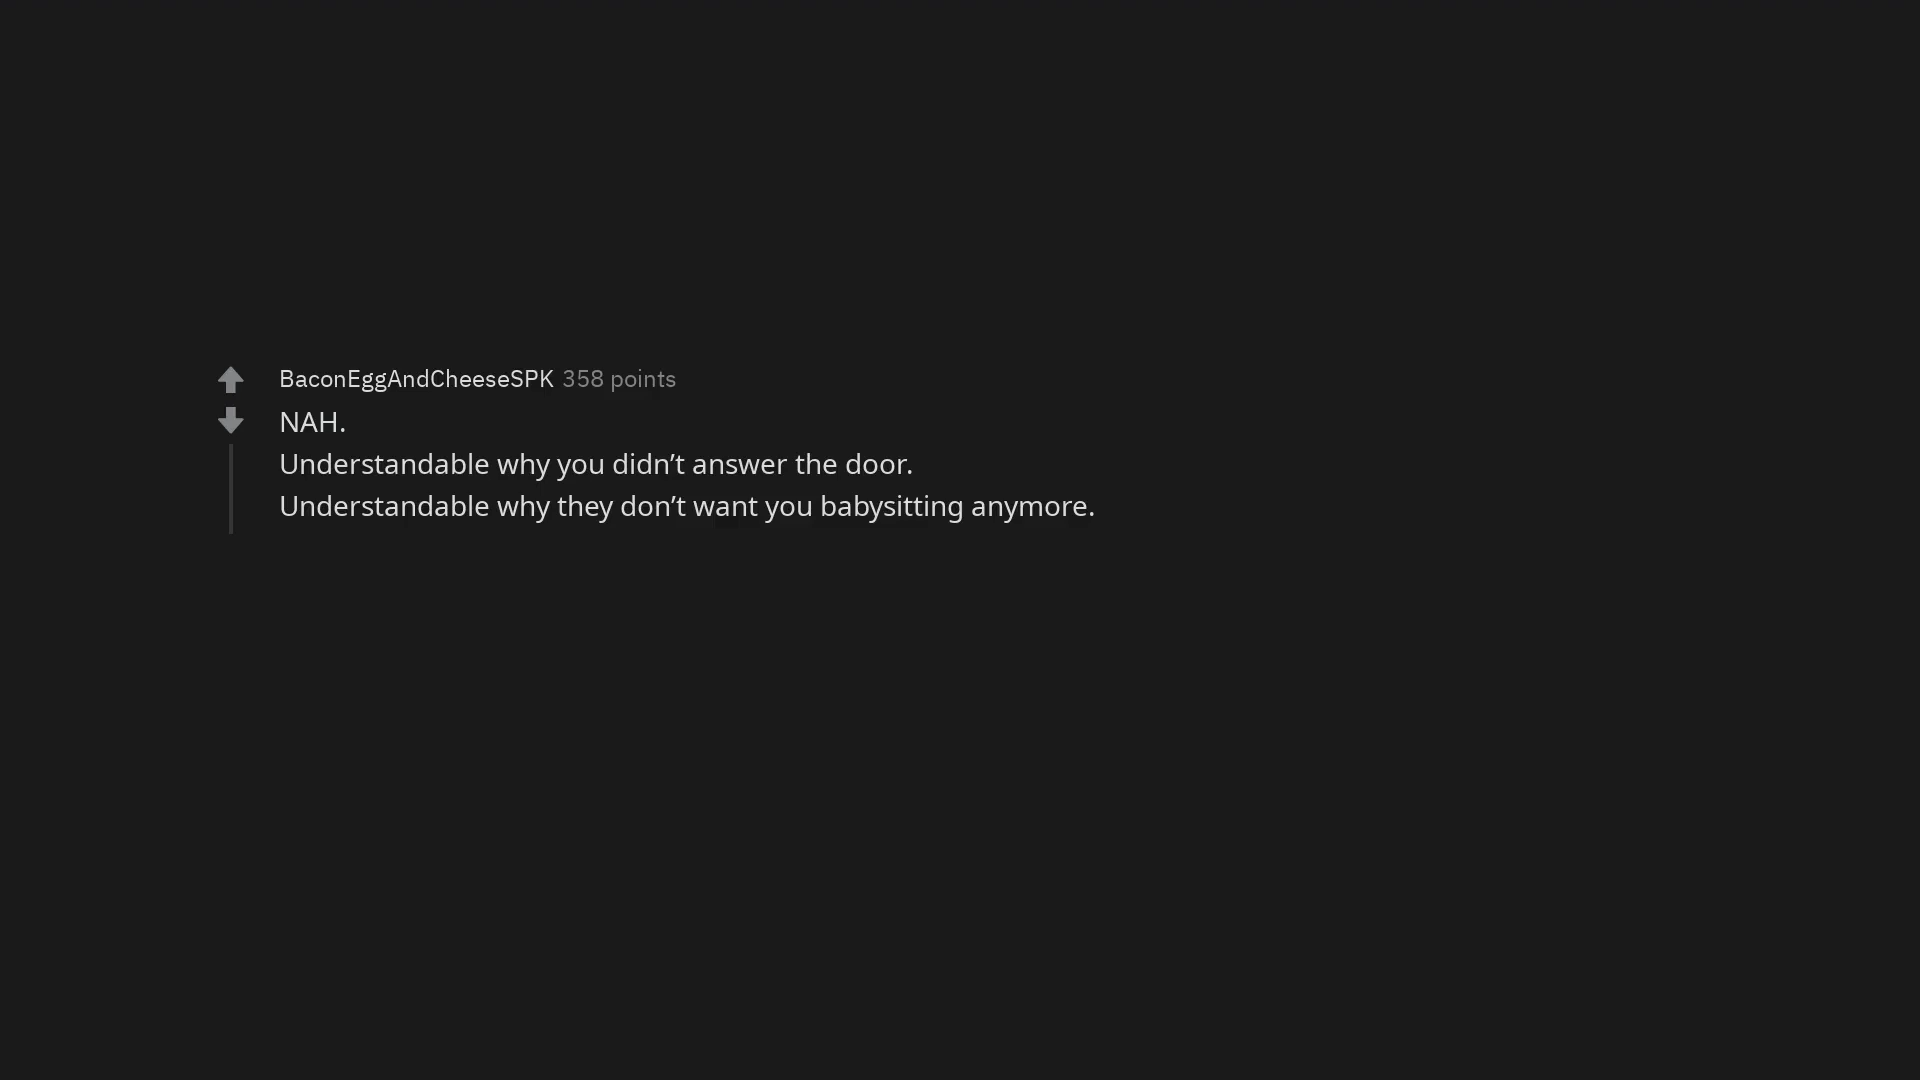 BaconEggAndCheeseSPK 358 points
NAH.
Understandable why you didn’t answer the door.
Understandable why they don’t want you babysitting anymore.